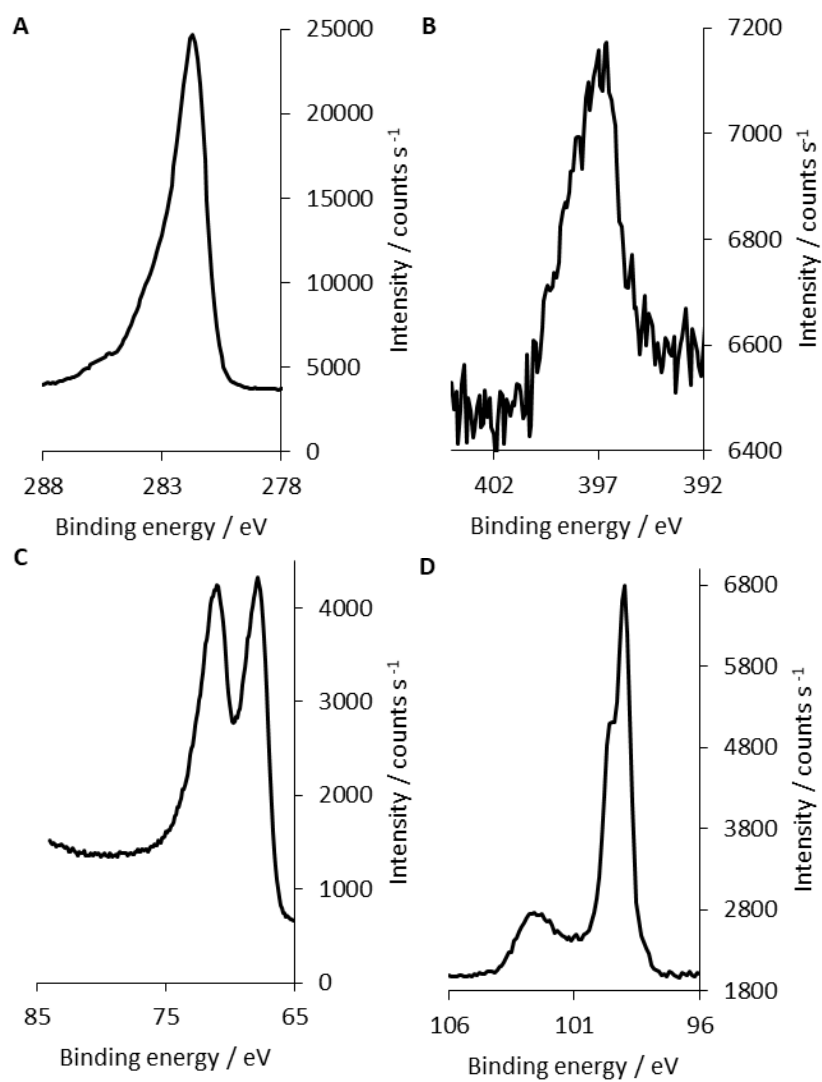 A
25000
20000
15000
10000
5000
0
Intensity / counts s-1
288
283
278
Binding energy / eV
B
7200
7000
6800
6600
6400
Intensity / counts s-1
402
397
392
Binding energy / eV
C
4000
3000
2000
1000
0
Intensity / counts s-1
85
75
65
Binding energy / eV
D
6800
5800
4800
3800
2800
1800
Intensity / counts s-1
106
101
96
Binding energy / eV